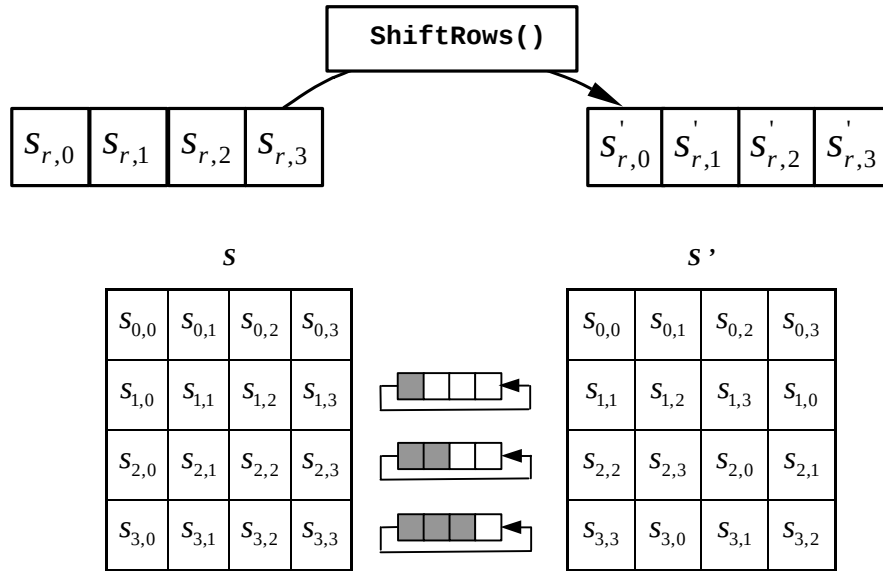 ShiftRows()
s_{r,0} s_{r,1} s_{r,2} s_{r,3} s'_{r,0} s'_{r,1} s'_{r,2} s'_{r,3}
S S ’
s_{0,0} s_{0,1} s_{0,2} s_{0,3} s_{0,0} s_{0,1} s_{0,2} s_{0,3}
s_{1,0} s_{1,1} s_{1,2} s_{1,3} s_{1,1} s_{1,2} s_{1,3} s_{1,0}
s_{2,0} s_{2,1} s_{2,2} s_{2,3} s_{2,2} s_{2,3} s_{2,0} s_{2,1}
s_{3,0} s_{3,1} s_{3,2} s_{3,3} s_{3,3} s_{3,0} s_{3,1} s_{3,2}